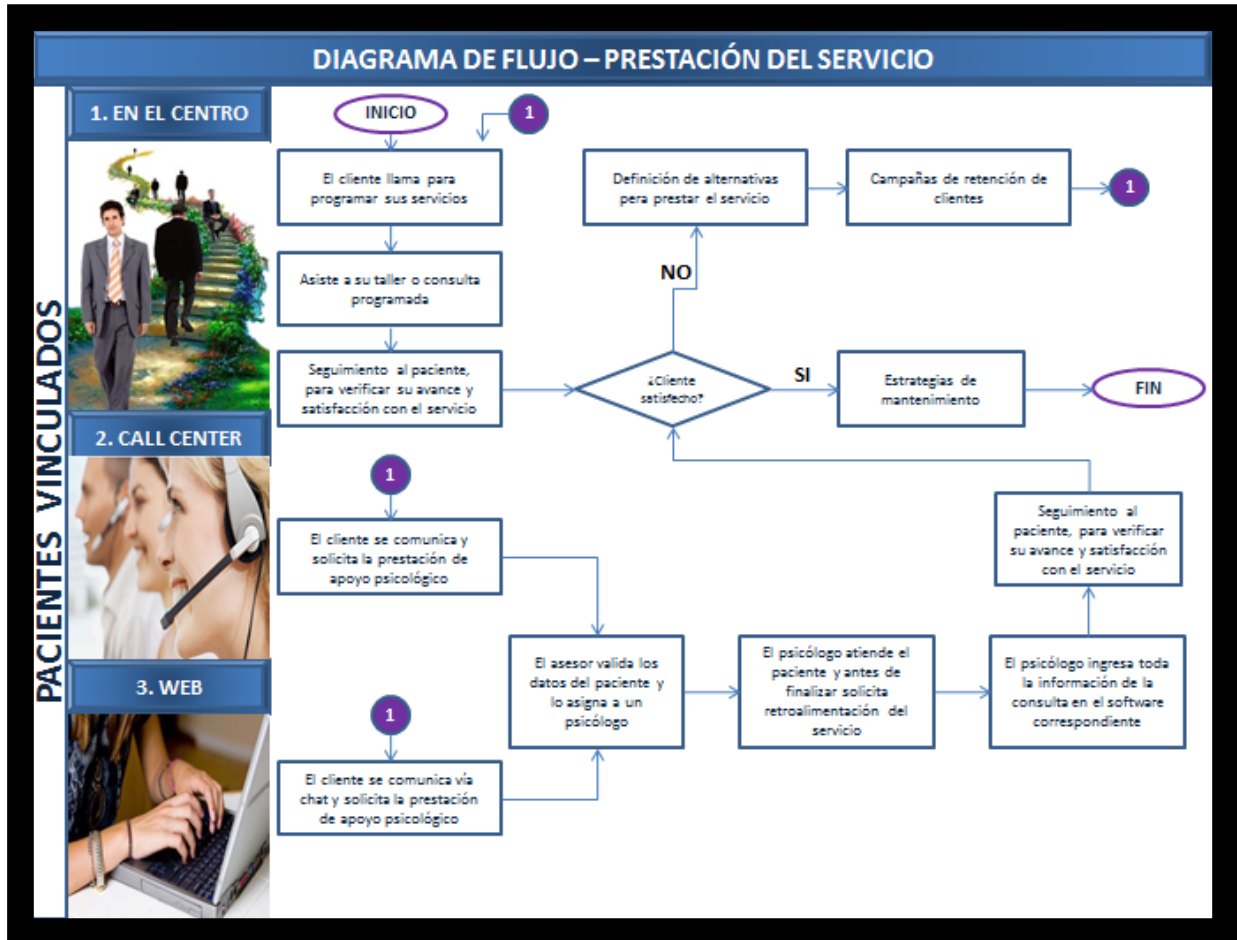 DIAGRAMA DE FLUJO – PRESTACIÓN DEL SERVICIO
PACIENTES VINCULADOS
1. EN EL CENTRO
INICIO
1
El cliente llama para
programar sus servicios
Definición de alternativas
pera prestar el servicio
Campañas de retención de
clientes
1
Asiste a su taller o consulta
programada
NO
Seguimiento al paciente,
para verificar su avance y
satisfacción con el servicio
¿Cliente
satisfecho?
SI
Estrategias de
mantenimiento
FIN
2. CALL CENTER
1
El cliente se comunica y
solicita la prestación de
apoyo psicológico
Seguimiento al
paciente, para verificar
su avance y satisfacción
con el servicio
El asesor valida los
datos del paciente y
lo asigna a un
psicólogo
El psicólogo atiende el
paciente y antes de
finalizar solicita
retroalimentación del
servicio
El psicólogo ingresa toda
la información de la
consulta en el software
correspondiente
3. WEB
1
El cliente se comunica vía
chat y solicita la prestación
de apoyo psicológico